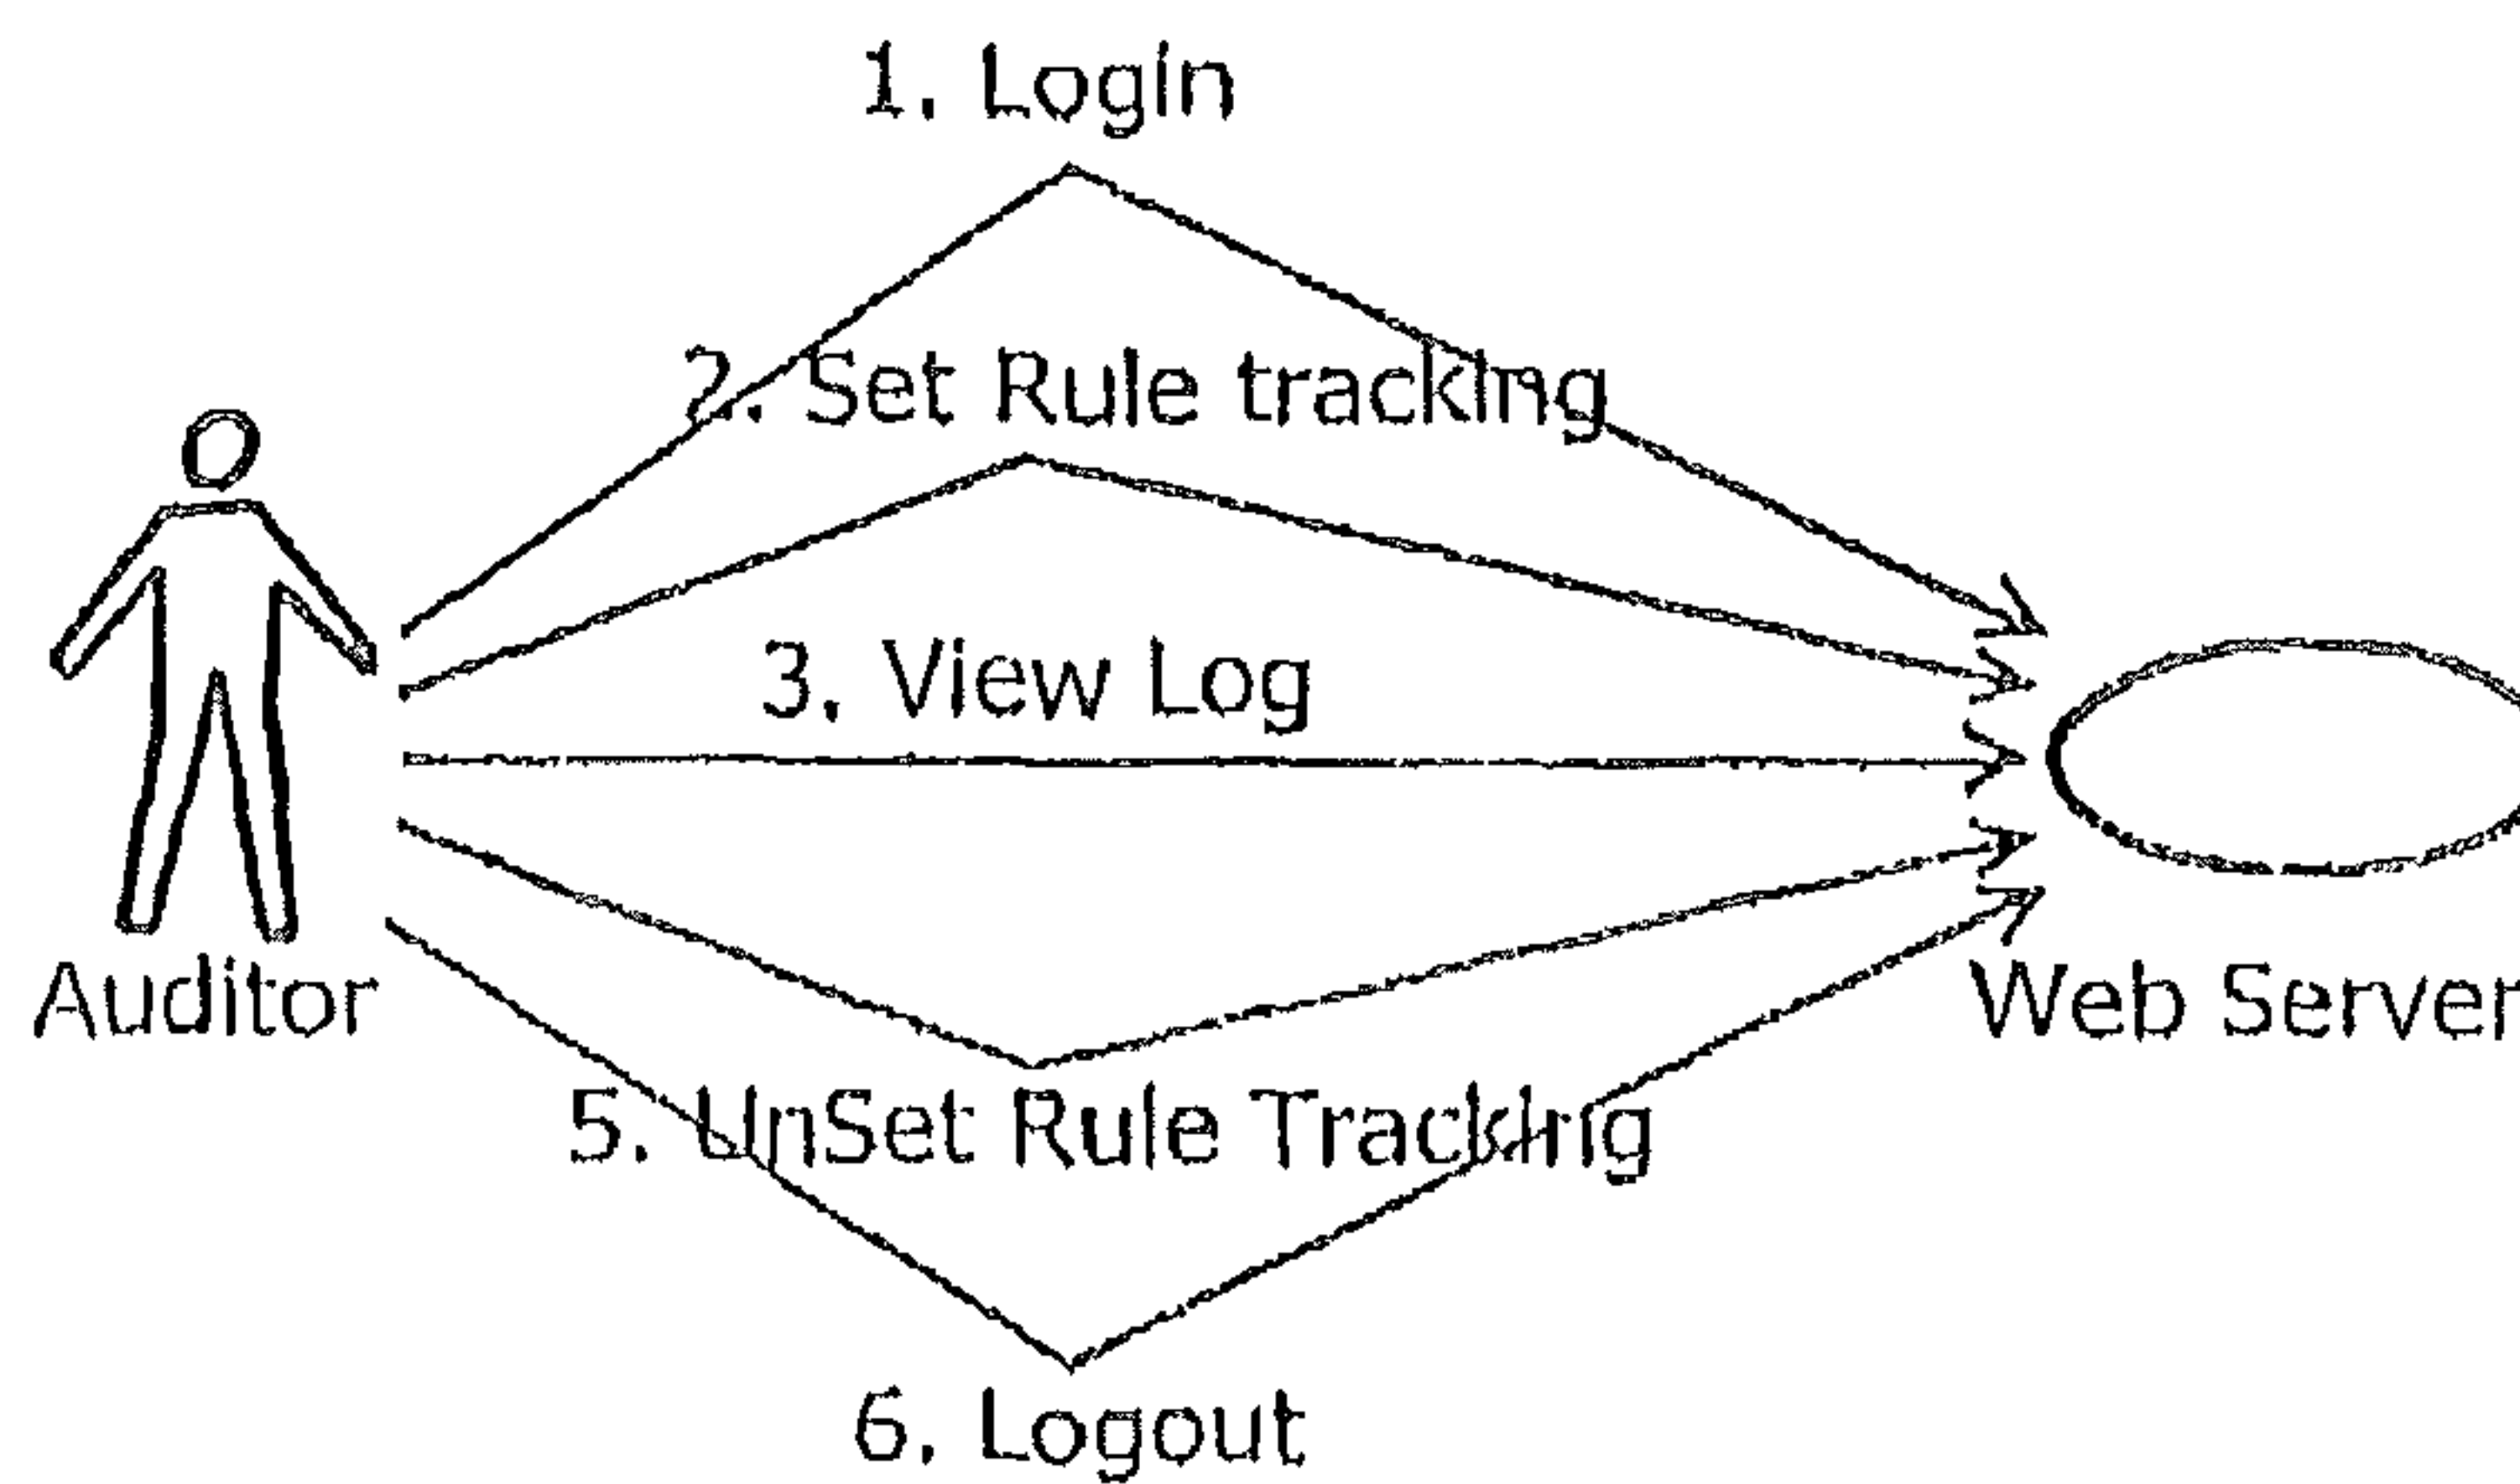 1. Login
2. Set Rule tracking
3. View Log
Auditor
Web Server
5. UnSet Rule Tracking
6. Logout